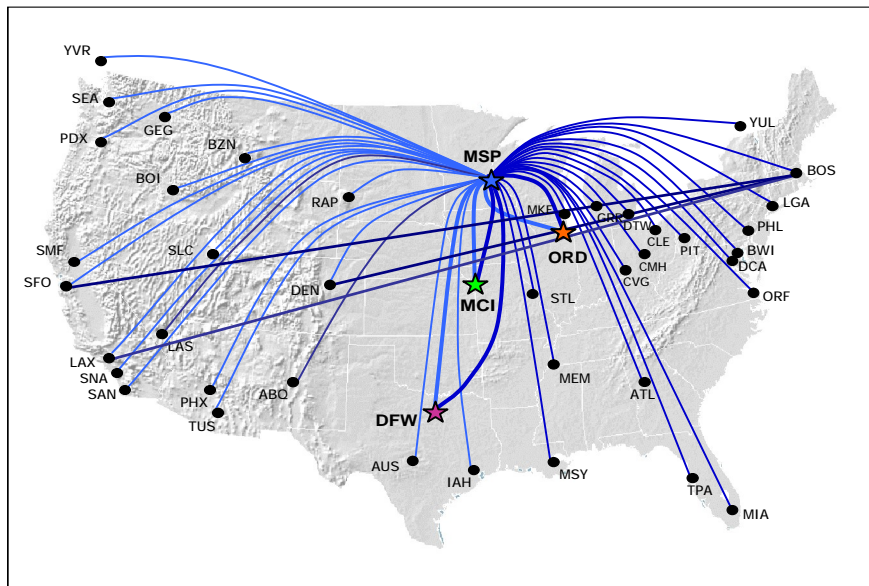 YVR
SEA
GEG
PDX
BZN
BOI
RAP
MSP
YUL
BOS
LGA
MKE
GRR
DTW
PHL
CLE
PIT
BWI
SMF
SLC
ORD
CMH
DCA
SFO
DEN
CVG
ORF
MCI
STL
LAX
LAS
SNA
SAN
PHX
ABQ
MEM
ATL
TUS
DFW
AUS
IAH
MSY
TPA
MIA